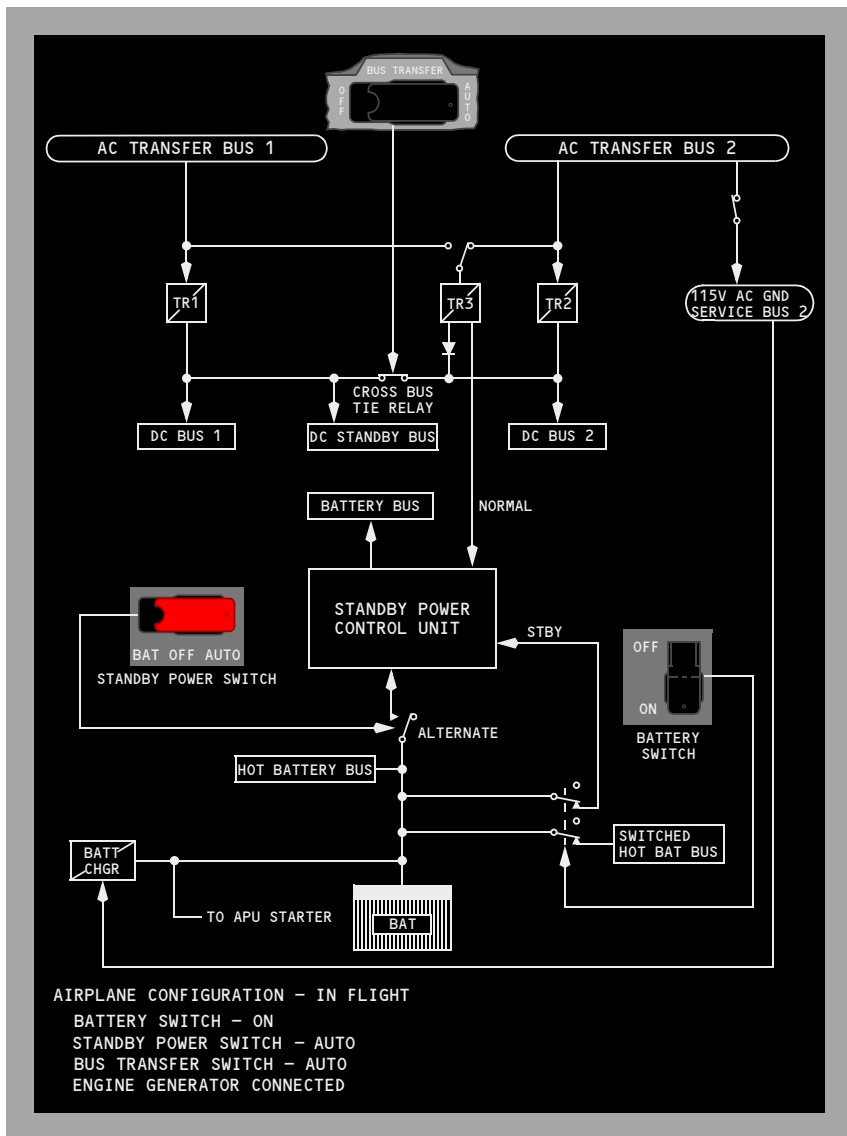 BUS TRANSFER
OFF
AUTO
AC TRANSFER BUS 1
AC TRANSFER BUS 2
TR1
TR3
TR2
115V AC GND
SERVICE BUS 2
CROSS BUS
TIE RELAY
DC BUS 1
DC STANDBY BUS
DC BUS 2
BATTERY BUS
NORMAL
STANDBY POWER
CONTROL UNIT
STBY
BAT OFF AUTO
STANDBY POWER SWITCH
OFF
ON
BATTERY
SWITCH
ALTERNATE
HOT BATTERY BUS
SWITCHED
HOT BAT BUS
BATT
CHGR
TO APU STARTER
BAT
AIRPLANE CONFIGURATION – IN FLIGHT
BATTERY SWITCH – ON
STANDBY POWER SWITCH – AUTO
BUS TRANSFER SWITCH – AUTO
ENGINE GENERATOR CONNECTED